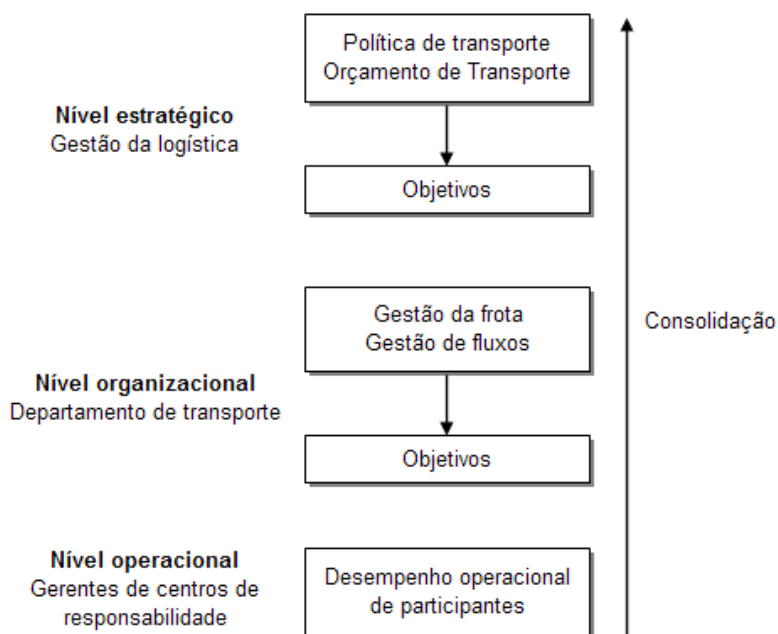 Política de transporte
Orçamento de Transporte
Nível estratégico
Gestão da logística
Objetivos
Gestão da frota
Gestão de fluxos
Consolidação
Nível organizacional
Departamento de transporte
Objetivos
Nível operacional
Gerentes de centros de
responsabilidade
Desempenho operacional
de participantes